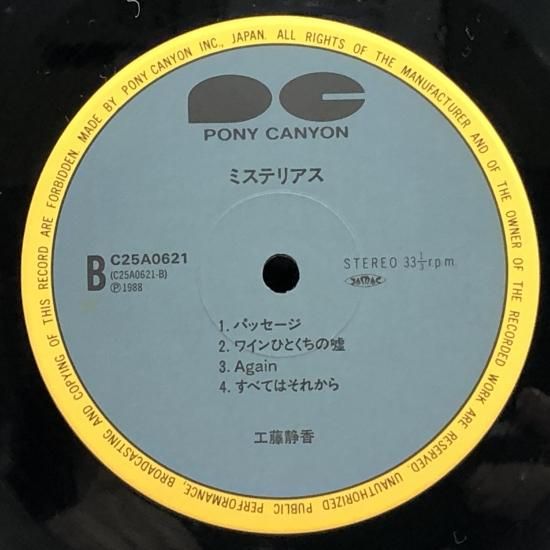 MADE BY PONY CANYON INC., JAPAN. ALL RIGHTS OF THE MANUFACTURER AND OF THE OWNER OF THE RECORDED WORK ARE RESERVED. UNAUTHORIZED PUBLIC PERFORMANCE, BROADCASTING AND COPYING OF THIS RECORD ARE FORBIDDEN.
PC
PONY CANYON
ミステリアス
B
C25A0621
(C25A0621-B)
Ⓟ1988
STEREO 33⅓r.p.m.
JASRAC
1. パッセージ
2. ワインひとくちの嘘
3. Again
4. すべてはそれから
工藤静香